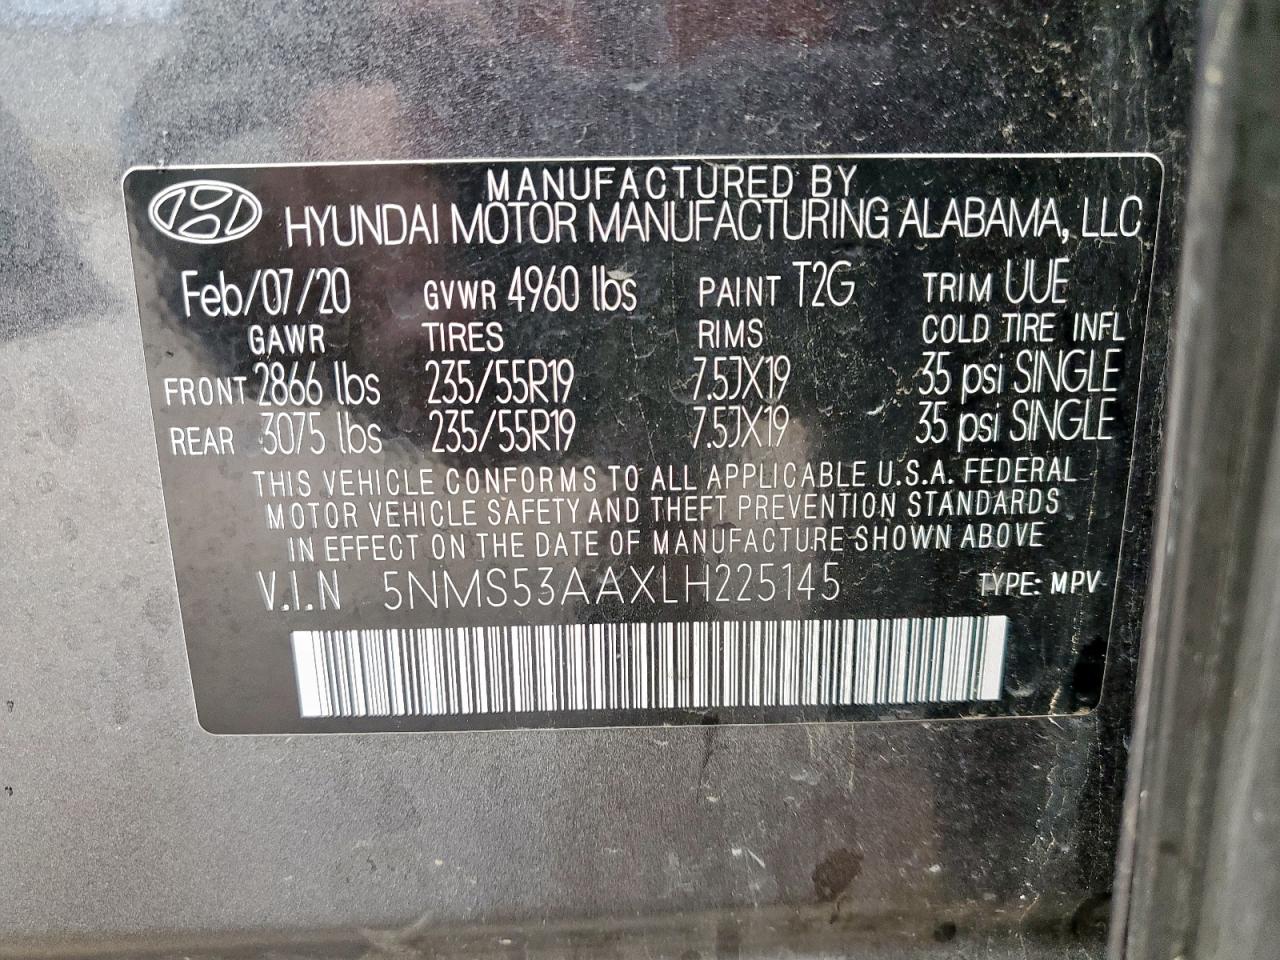 MANUFACTURED BY
HYUNDAI MOTOR MANUFACTURING ALABAMA, LLC
Feb/07/20 GVWR 4960 lbs PAINT T2G TRIM UUE
GAWR TIRES RIMS COLD TIRE INFL
FRONT 2866 lbs 235/55R19 7.5JX19 35 psi SINGLE
REAR 3075 lbs 235/55R19 7.5JX19 35 psi SINGLE
THIS VEHICLE CONFORMS TO ALL APPLICABLE U.S.A. FEDERAL
MOTOR VEHICLE SAFETY AND THEFT PREVENTION STANDARDS
IN EFFECT ON THE DATE OF MANUFACTURE SHOWN ABOVE
V.I.N 5NMS53AAXLH225145 TYPE: MPV